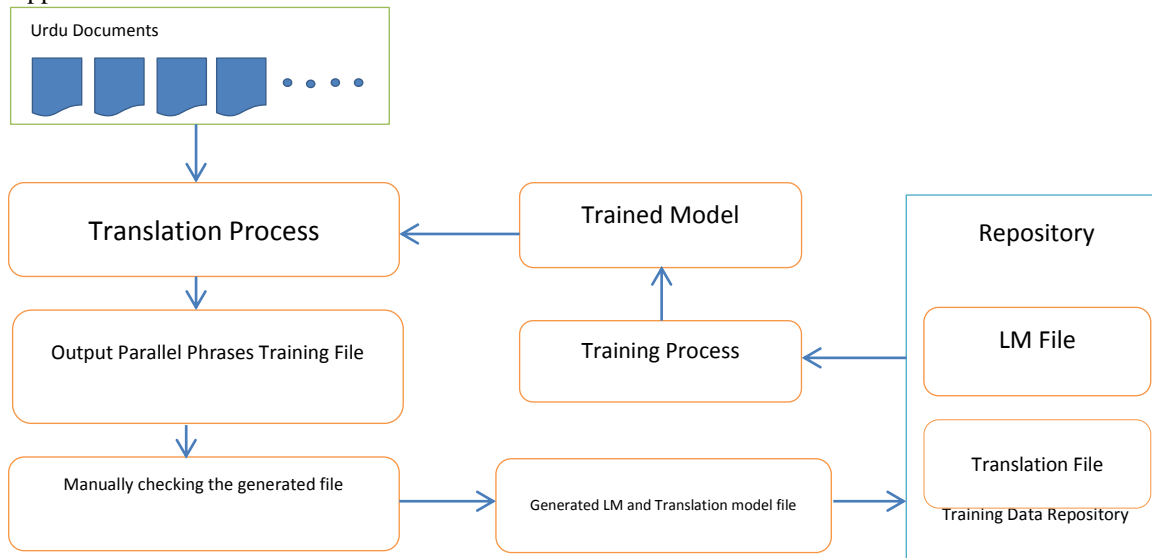 Urdu Documents
Translation Process
Trained Model
Repository
Output Parallel Phrases Training File
Training Process
LM File
Manually checking the generated file
Generated LM and Translation model file
Translation File
Training Data Repository